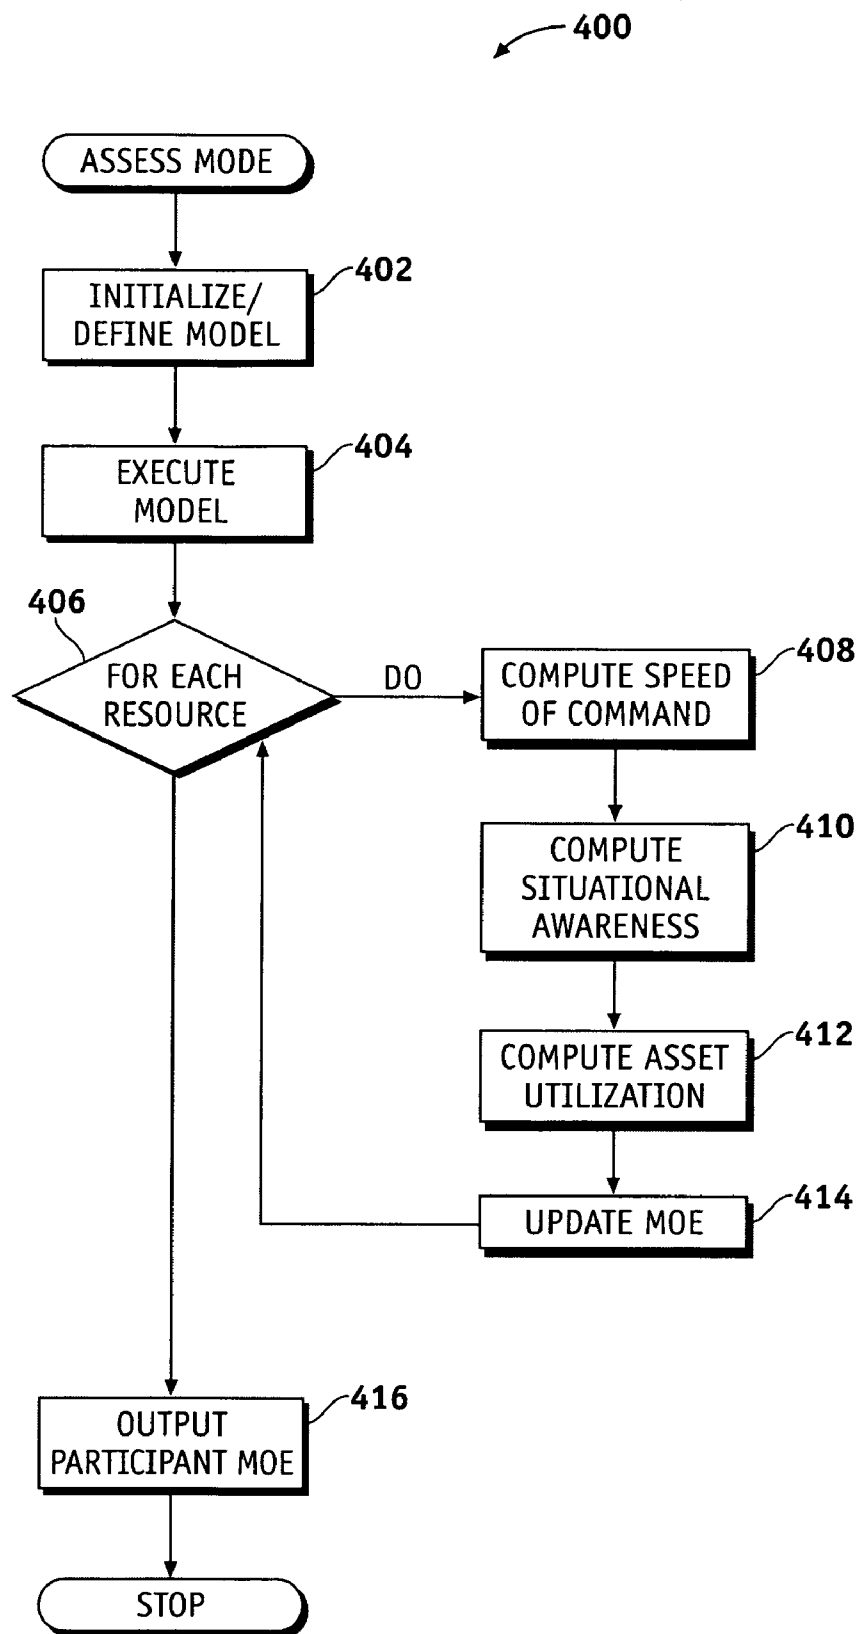 400
ASSESS MODE
402
INITIALIZE/
DEFINE MODEL
404
EXECUTE
MODEL
406
FOR EACH
RESOURCE
DO
408
COMPUTE SPEED
OF COMMAND
410
COMPUTE
SITUATIONAL
AWARENESS
412
COMPUTE ASSET
UTILIZATION
414
UPDATE MOE
416
OUTPUT
PARTICIPANT MOE
STOP